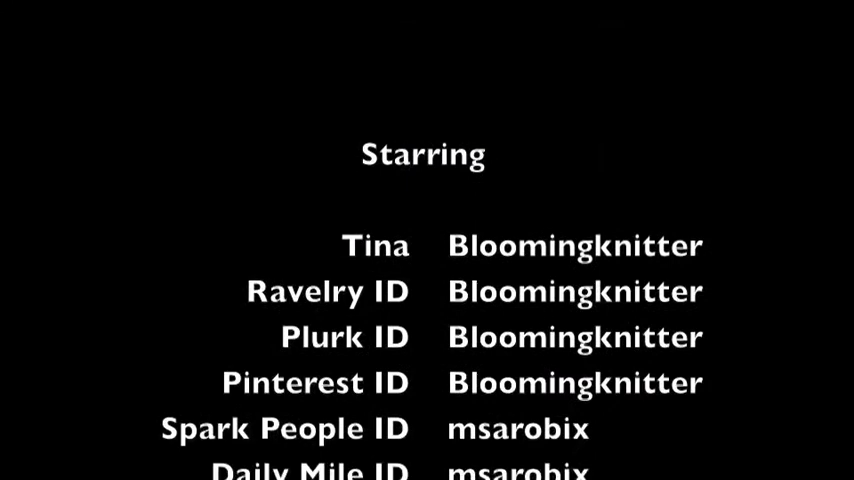 Starring
Tina Bloomingknitter
Ravelry ID Bloomingknitter
Plurk ID Bloomingknitter
Pinterest ID Bloomingknitter
Spark People ID msarobix
Daily Mile ID msarobix